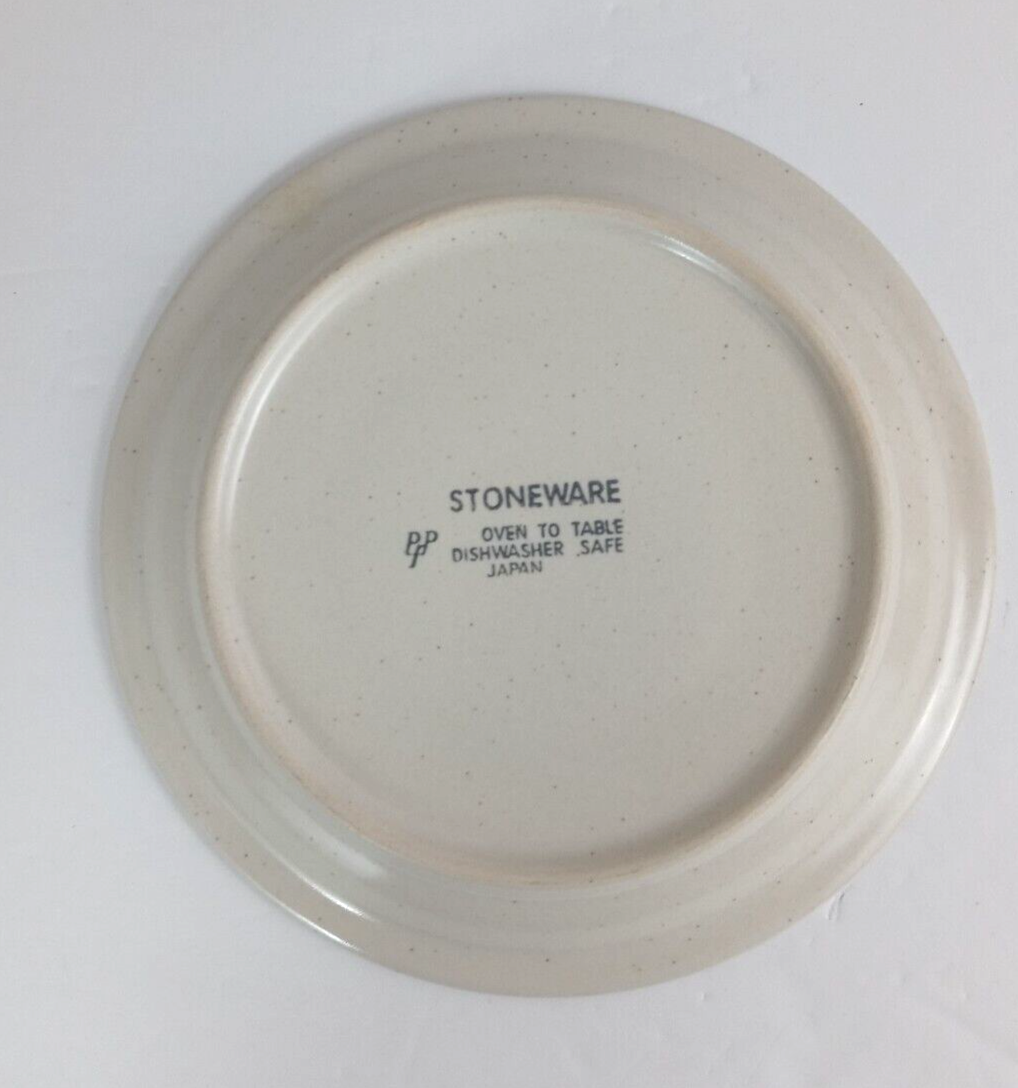 STONEWARE
OVEN TO TABLE
DISHWASHER SAFE
JAPAN